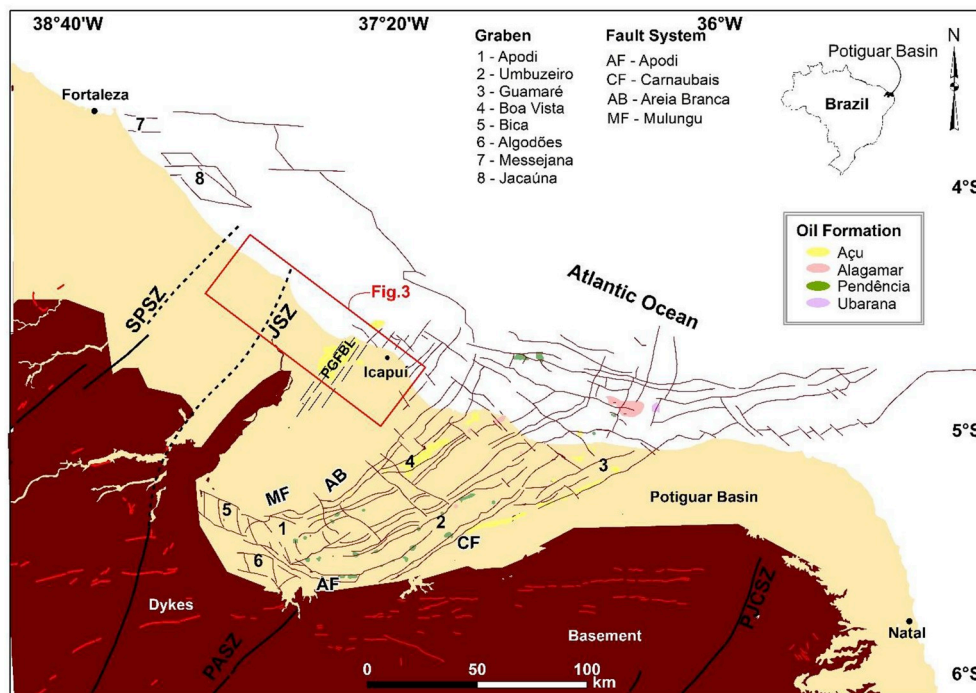 38°40'W
37°20'W
36°W
Graben
1 - Apodi
2 - Umbuzeiro
3 - Guamaré
4 - Boa Vista
5 - Bica
6 - Algodões
7 - Messejana
8 - Jacaúna
Fault System
AF - Apodi
CF - Carnaubais
AB - Areia Branca
MF - Mulungu
Potiguar Basin
Brazil
N
Fortaleza
7
8
4°S
Oil Formation
Açu
Alagamar
Pendência
Ubarana
Atlantic Ocean
SPSZ
JSZ
Fig.3
PGFBL
Icapuí
5°S
MF
AB
4
3
Potiguar Basin
5
1
2
CF
6
AF
Dykes
PASZ
Basement
PJCSZ
Natal
0 50 100
km
6°S